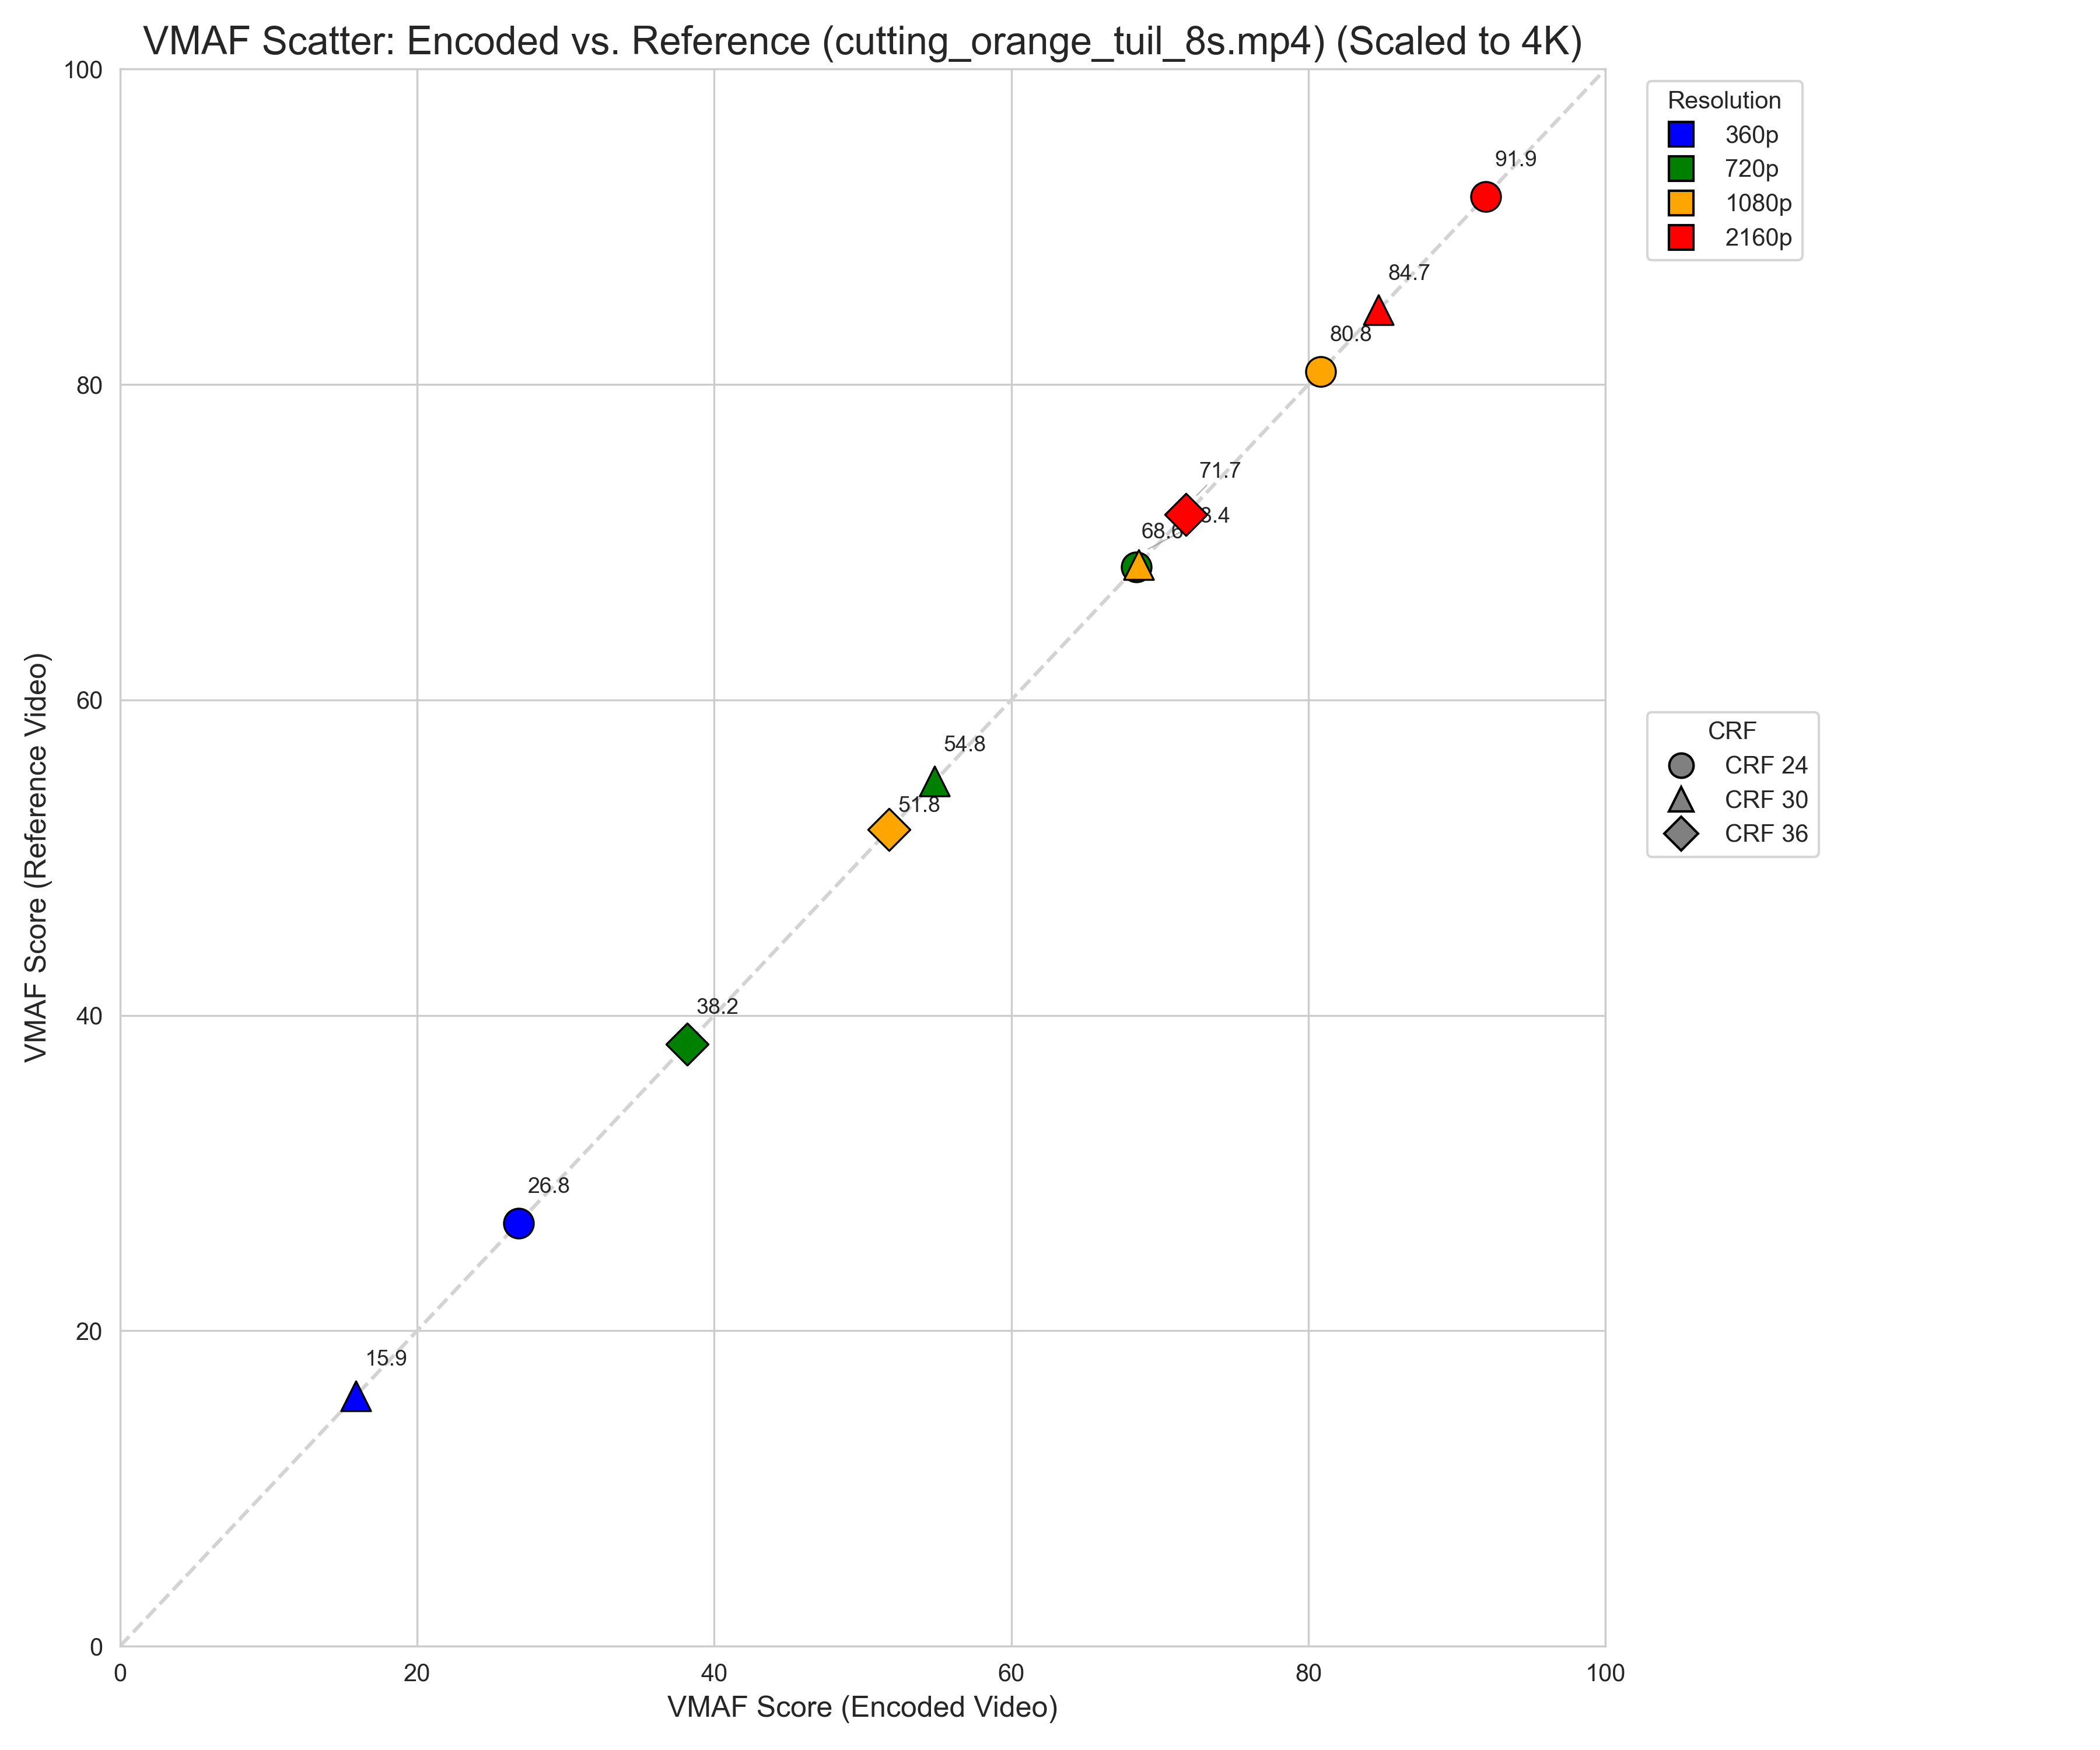 VMAF Scatter: Encoded vs. Reference (cutting_orange_tuil_8s.mp4) (Scaled to 4K)
100
80
60
40
20
0
VMAF Score (Reference Video)
91.9
84.7
80.8
71.7
68.6
54.8
51.8
38.2
26.8
15.9
0
20
40
60
80
100
VMAF Score (Encoded Video)
Resolution
360p
720p
1080p
2160p
CRF
CRF 24
CRF 30
CRF 36